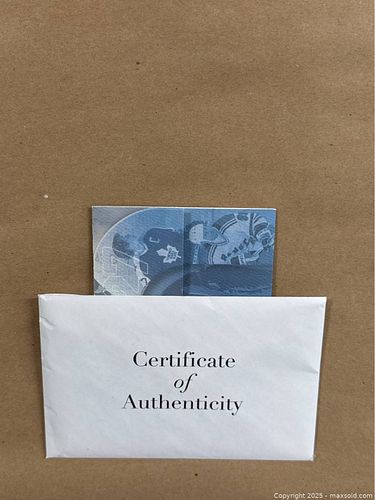 Certificate
of
Authenticity
Copyright 2025 - maxsold.com